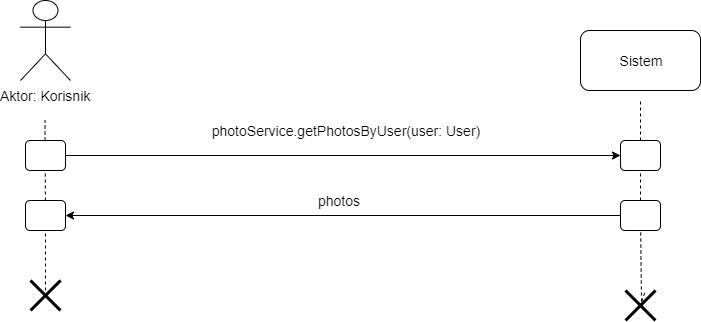 Aktor: Korisnik
Sistem
photoService.getPhotosByUser(user: User)
photos